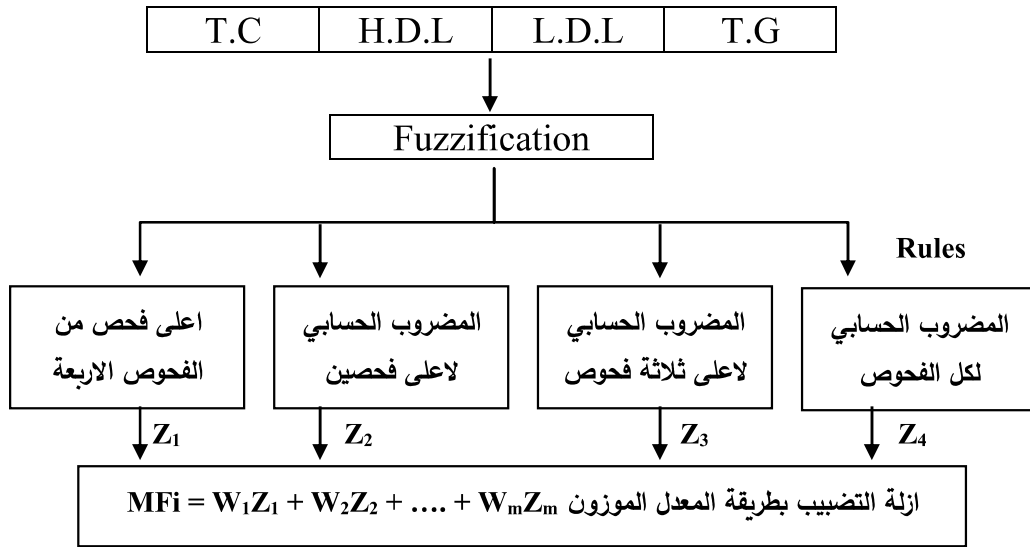 T.C H.D.L L.D.L T.G
Fuzzification
Rules
اعلى فحص من
الفحوص الاربعة
المضروب الحسابي
لاعلى فحصين
المضروب الحسابي
لاعلى ثلاثة فحوص
المضروب الحسابي
لكل الفحوص
Z₁ Z₂ Z₃ Z₄
ازلة التضبيب بطريقة المعدل الموزون MFi = W₁Z₁ + W₂Z₂ + …. + WₘZₘ